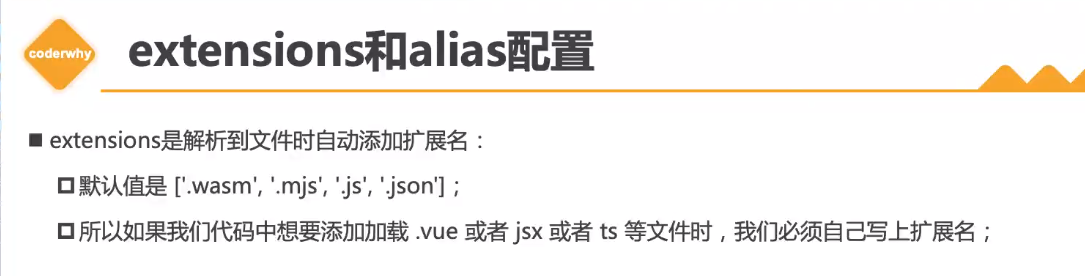 coderwhy
extensions和alias配置
■ extensions是解析到文件时自动添加扩展名：
默认值是 ['.wasm', '.mjs', '.js', '.json']；
所以如果我们代码中想要添加加载 .vue 或者 jsx 或者 ts 等文件时，我们必须自己写上扩展名；